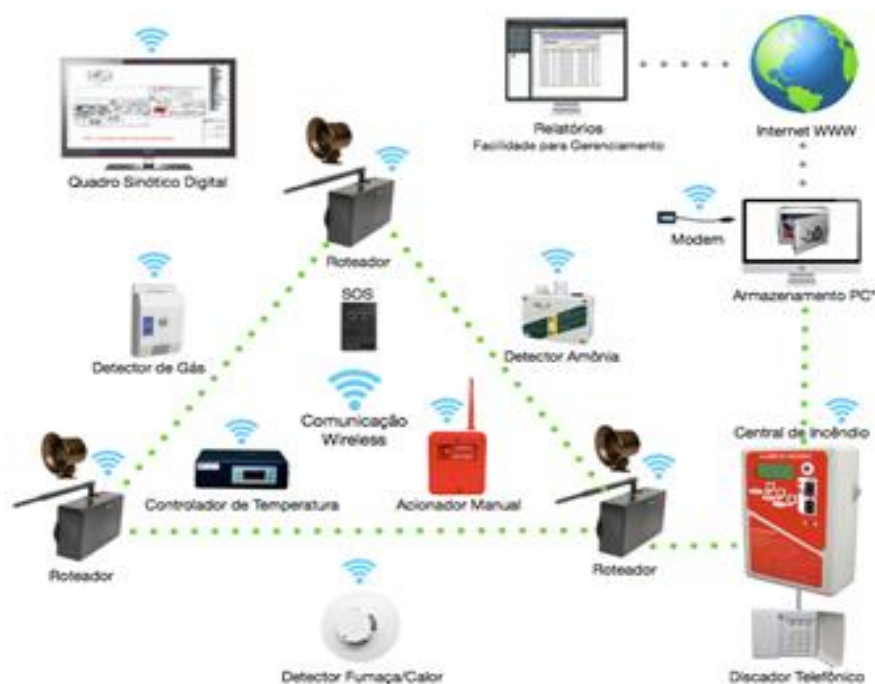 Quadro Sinótico Digital
Relatórios
Facilidade para Gerenciamento
Internet WWW
Roteador
Modem
Armazenamento PC*
SOS
Detector de Gás
Detector Amônia
Comunicação
Wireless
Central de Incêndio
Controlador de Temperatura
Acionador Manual
Roteador
Roteador
Detector Fumaça/Calor
Discador Telefônico